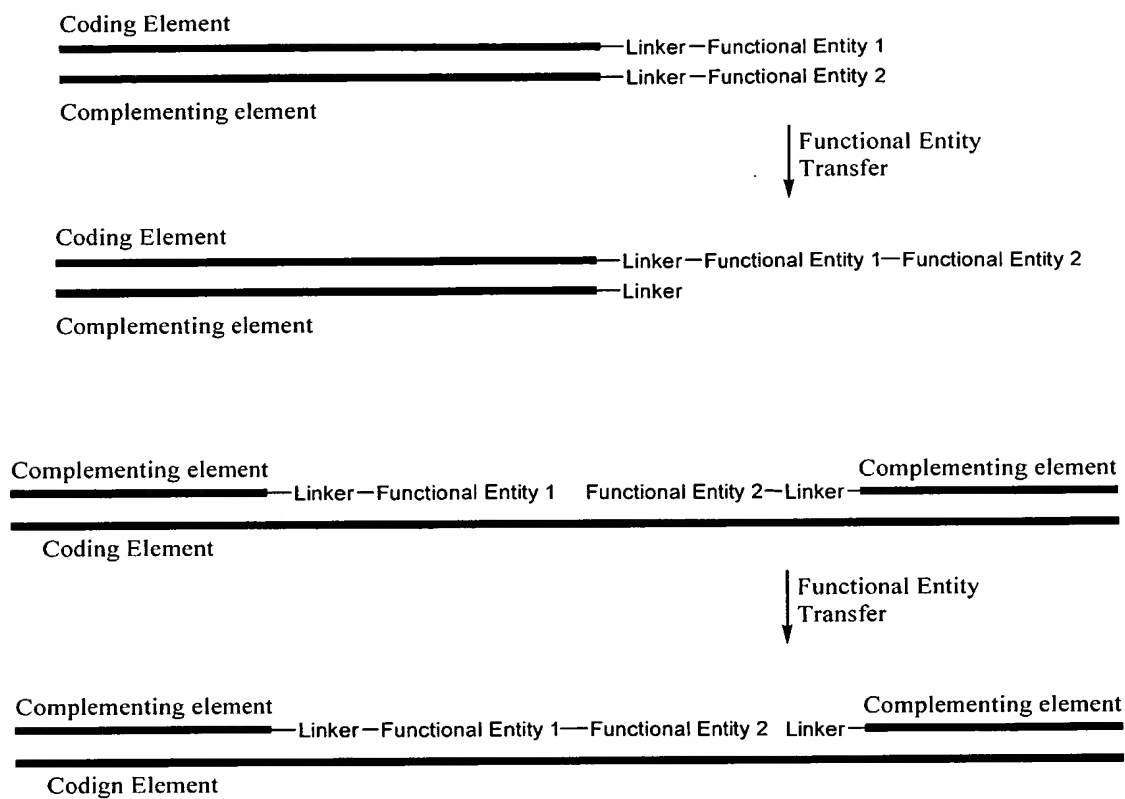 Coding Element
Linker—Functional Entity 1
Linker—Functional Entity 2
Complementing element
Functional Entity
Transfer
Coding Element
Linker—Functional Entity 1—Functional Entity 2
Linker
Complementing element
Complementing element Complementing element
Linker—Functional Entity 1 Functional Entity 2—Linker
Coding Element
Functional Entity
Transfer
Complementing element Complementing element
Linker—Functional Entity 1—Functional Entity 2 Linker
Codign Element